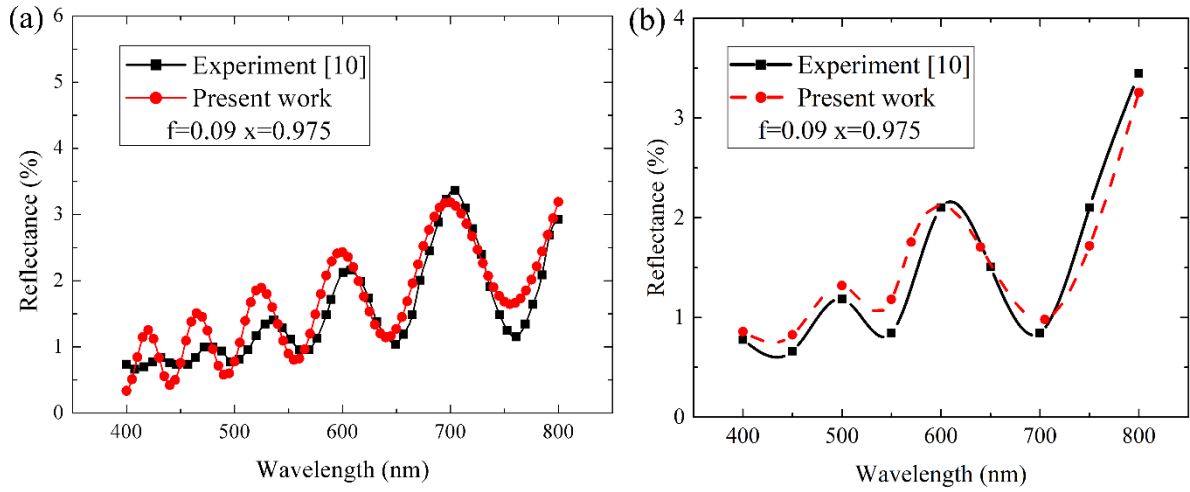 (a)
6
5
4
3
2
1
0
Reflectance (%)
Experiment [10]
Present work
f=0.09 x=0.975
400
500
600
700
800
Wavelength (nm)
(b)
4
3
2
1
0
Reflectance (%)
Experiment [10]
Present work
f=0.09 x=0.975
400
500
600
700
800
Wavelength (nm)